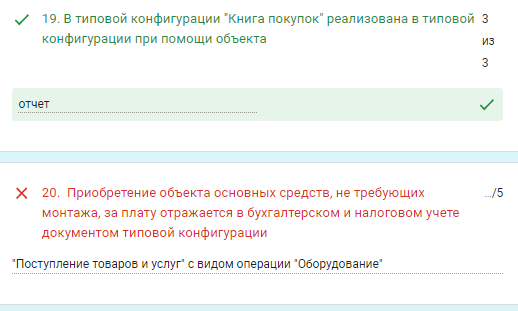 19. В типовой конфигурации "Книга покупок" реализована в типовой
конфигурации при помощи объекта
3
из
3
отчет
20. Приобретение объекта основных средств, не требующих
монтажа, за плату отражается в бухгалтерском и налоговом учете
документом типовой конфигурации
.../5
"Поступление товаров и услуг" с видом операции "Оборудование"